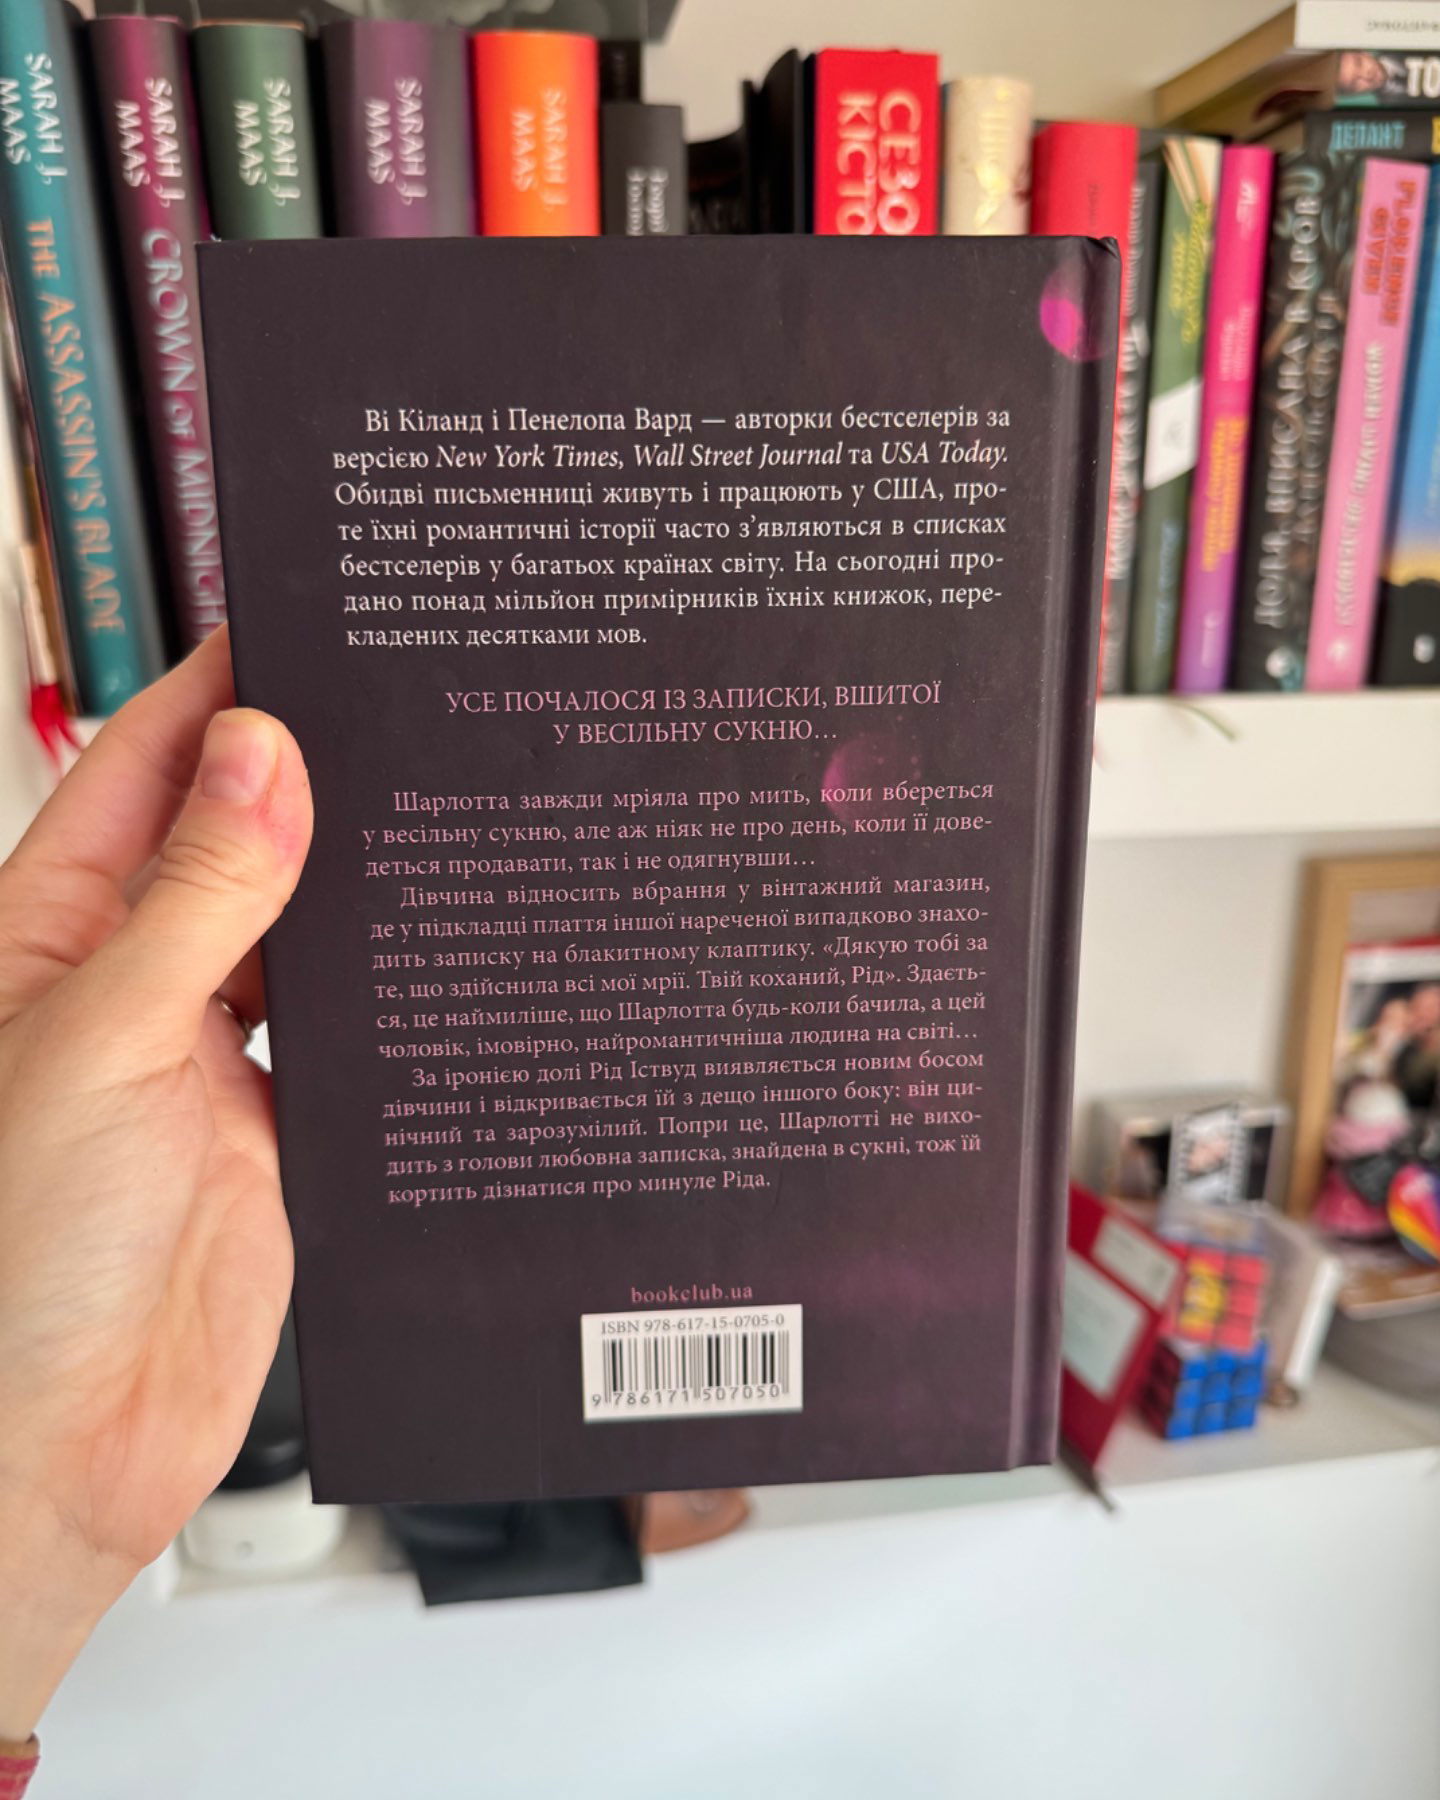 SARAH J.
MAAS
THE ASSASSIN'S BLADE
SARAH J.
MAAS
CROWN OF MIDNIGH
SARAH J.
MAAS
SARAH J.
MAAS
SARAH J.
MAAS
СЕЗО
КІСТО
ТО
ДЕЛАНТ
ДОЛЕ, ВПИСАНА В КРОВІ
FLORENCE
GIVEN
Ві Кіланд і Пенелопа Вард — авторки бестселерів за
версією New York Times, Wall Street Journal та USA Today.
Обидві письменниці живуть і працюють у США, про-
те їхні романтичні історії часто з’являються в списках
бестселерів у багатьох країнах світу. На сьогодні про-
дано понад мільйон примірників їхніх книжок, пере-
кладених десятками мов.
УСЕ ПОЧАЛОСЯ ІЗ ЗАПИСКИ, ВШИТОЇ
У ВЕСІЛЬНУ СУКНЮ…
Шарлотта завжди мріяла про мить, коли вбереться
у весільну сукню, але аж ніяк не про день, коли її дове-
деться продавати, так і не одягнувши…
Дівчина відносить вбрання у вінтажний магазин,
де у підкладці плаття іншої нареченої випадково знахо-
дить записку на блакитному клаптику. «Дякую тобі за
те, що здійснила всі мої мрії. Твій коханий, Рід». Здаєть-
ся, це наймиліше, що Шарлотта будь-коли бачила, а цей
чоловік, імовірно, найромантичніша людина на світі…
За іронією долі Рід Іствуд виявляється новим босом
дівчини і відкривається їй з дещо іншого боку: він ци-
нічний та зарозумілий. Попри це, Шарлотті не вихо-
дить з голови любовна записка, знайдена в сукні, тож їй
кортить дізнатися про минуле Ріда.
bookclub.ua
ISBN 978-617-15-0705-0
9 786171 507050